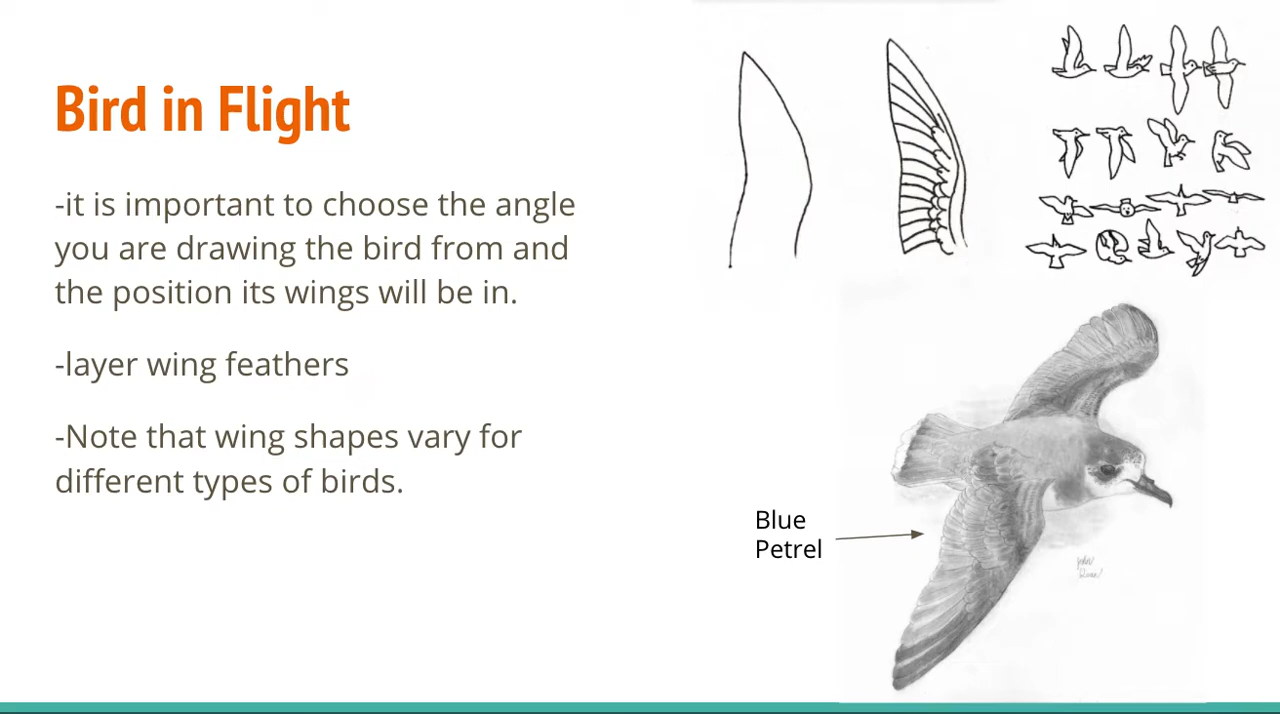 Bird in Flight
-it is important to choose the angle
you are drawing the bird from and
the position its wings will be in.
-layer wing feathers
-Note that wing shapes vary for
different types of birds.
Blue
Petrel